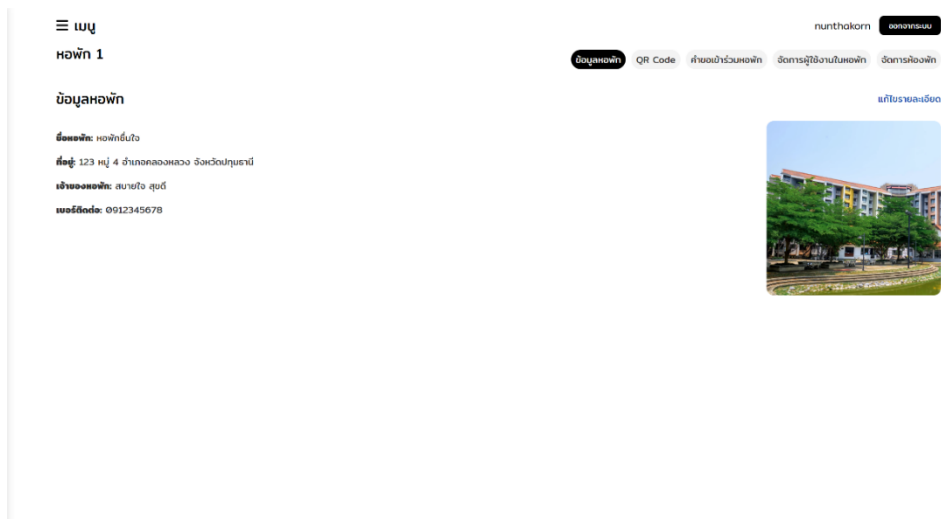 ☰ เมนู
nunthakorn ออกจากระบบ
หอพัก 1
ข้อมูลหอพัก QR Code คำขอเข้าร่วมหอพัก จัดการผู้ใช้งานในหอพัก จัดการห้องพัก
ข้อมูลหอพัก
แก้ไขรายละเอียด
ชื่อหอพัก: หอพักชื่นใจ
ที่อยู่: 123 หมู่ 4 อำเภอคลองหลวง จังหวัดปทุมธานี
เจ้าของหอพัก: สบายใจ สุขดี
เบอร์ติดต่อ: 0912345678